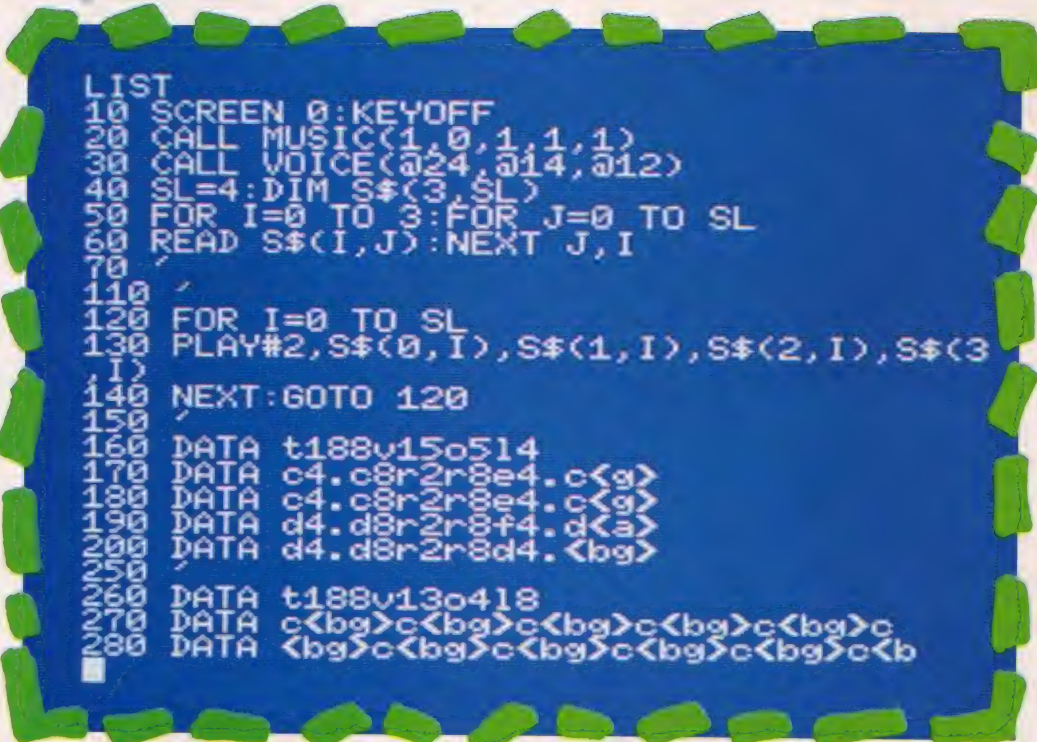 LIST
10 SCREEN 0:KEYOFF
20 CALL MUSIC(1,0,1,1,1)
30 CALL VOICE(@24,@14,@12)
40 SL=4:DIM S$(3,SL)
50 FOR I=0 TO 3:FOR J=0 TO SL
60 READ S$(I,J):NEXT J,I
70 '
110 '
120 FOR I=0 TO SL
130 PLAY#2,S$(0,I),S$(1,I),S$(2,I),S$(3
,I)
140 NEXT:GOTO 120
150 '
160 DATA t188v15o5l4
170 DATA c4.c8r2r8e4.c<g>
180 DATA c4.c8r2r8e4.c<g>
190 DATA d4.d8r2r8f4.d<a>
200 DATA d4.d8r2r8d4.<bg>
250 '
260 DATA t188v13o4l8
270 DATA c<bg>c<bg>c<bg>c<bg>c<bg>c
280 DATA <bg>c<bg>c<bg>c<bg>c<bg>c<b